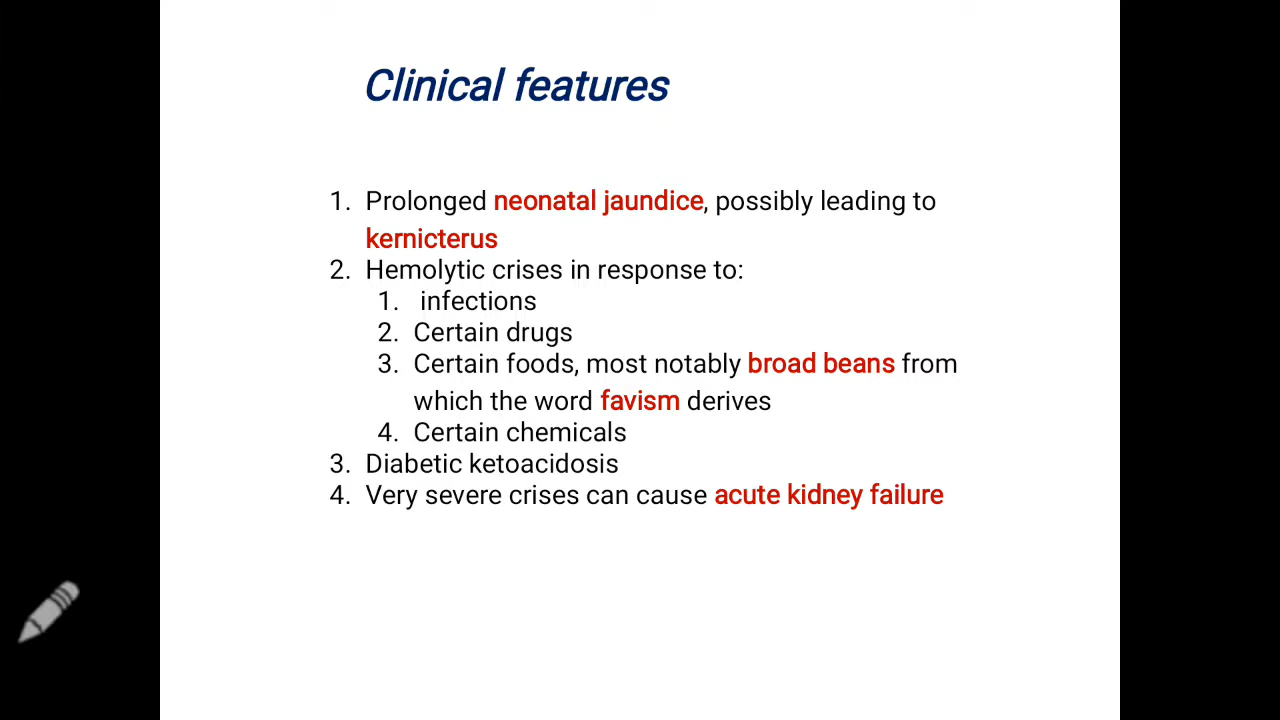 Clinical features
1. Prolonged neonatal jaundice, possibly leading to
kernicterus
2. Hemolytic crises in response to:
1. infections
2. Certain drugs
3. Certain foods, most notably broad beans from
which the word favism derives
4. Certain chemicals
3. Diabetic ketoacidosis
4. Very severe crises can cause acute kidney failure